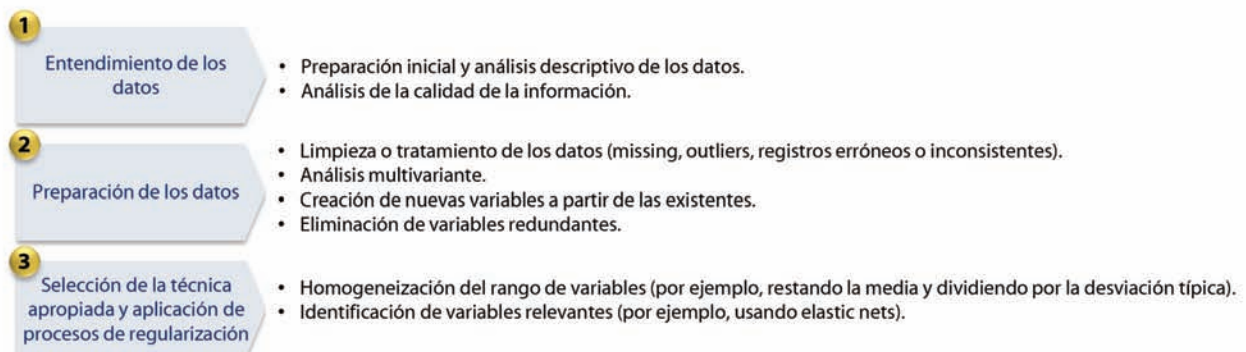 1
Entendimiento de los
datos
• Preparación inicial y análisis descriptivo de los datos.
• Análisis de la calidad de la información.
2
Preparación de los datos
• Limpieza o tratamiento de los datos (missing, outliers, registros erróneos o inconsistentes).
• Análisis multivariante.
• Creación de nuevas variables a partir de las existentes.
• Eliminación de variables redundantes.
3
Selección de la técnica
apropiada y aplicación de
procesos de regularización
• Homogeneización del rango de variables (por ejemplo, restando la media y dividiendo por la desviación típica).
• Identificación de variables relevantes (por ejemplo, usando elastic nets).